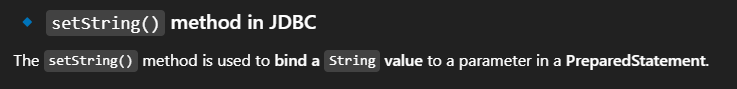 setString() method in JDBC
The setString() method is used to bind a String value to a parameter in a PreparedStatement.